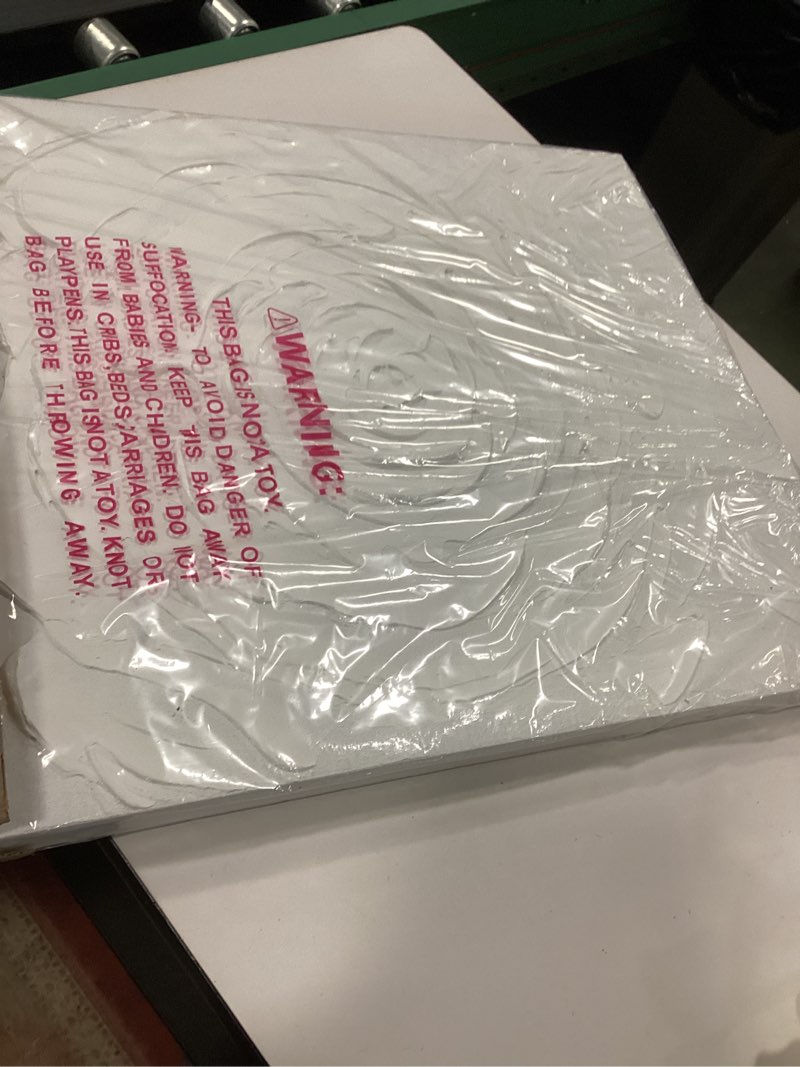 ⚠WARNING:
THIS BAG IS NOT A TOY.
WARNING- TO AVOID DANGER OF
SUFFOCATION KEEP THIS BAG AWAY
FROM BABIES AND CHIDREN. DO NOT
USE IN CRIBS, BEDS, CARRIAGES OR
PLAYPENS. THIS BAG IS NOT A TOY. KNOT
BAG BEFORE THROWING AWAY.